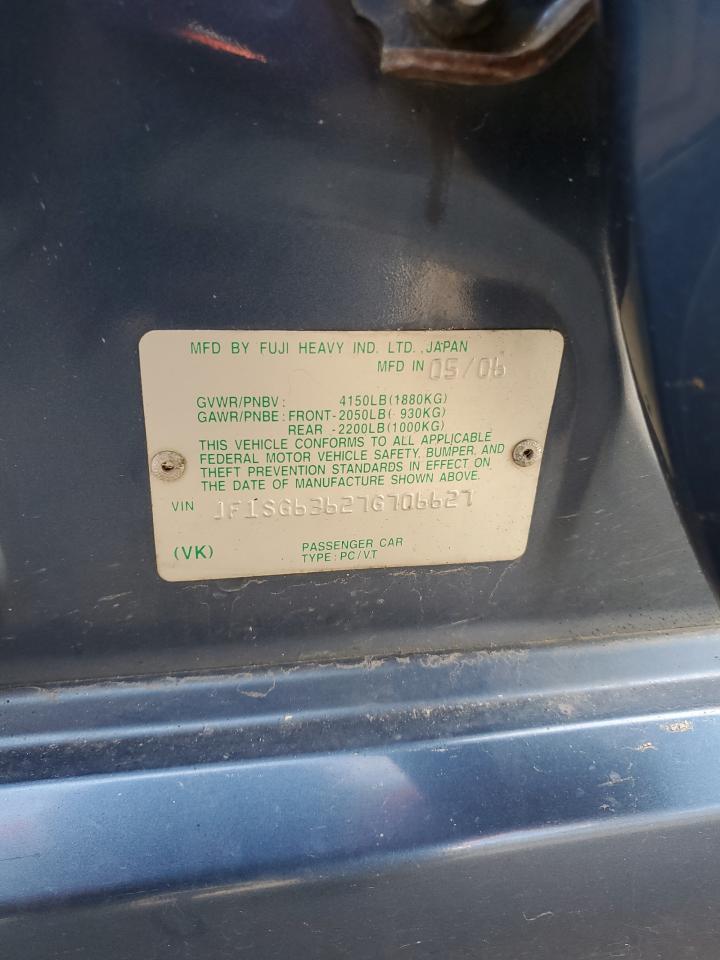 MFD BY FUJI HEAVY IND. LTD., JAPAN
MFD IN 05/06
GVWR/PNBV: 4150LB(1880KG)
GAWR/PNBE: FRONT-2050LB( 930KG)
REAR -2200LB(1000KG)
THIS VEHICLE CONFORMS TO ALL APPLICABLE
FEDERAL MOTOR VEHICLE SAFETY, BUMPER, AND
THEFT PREVENTION STANDARDS IN EFFECT ON
THE DATE OF MANUFACTURE SHOWN ABOVE.
VIN JF1SG63627G706627
(VK) PASSENGER CAR
TYPE: PC/VT